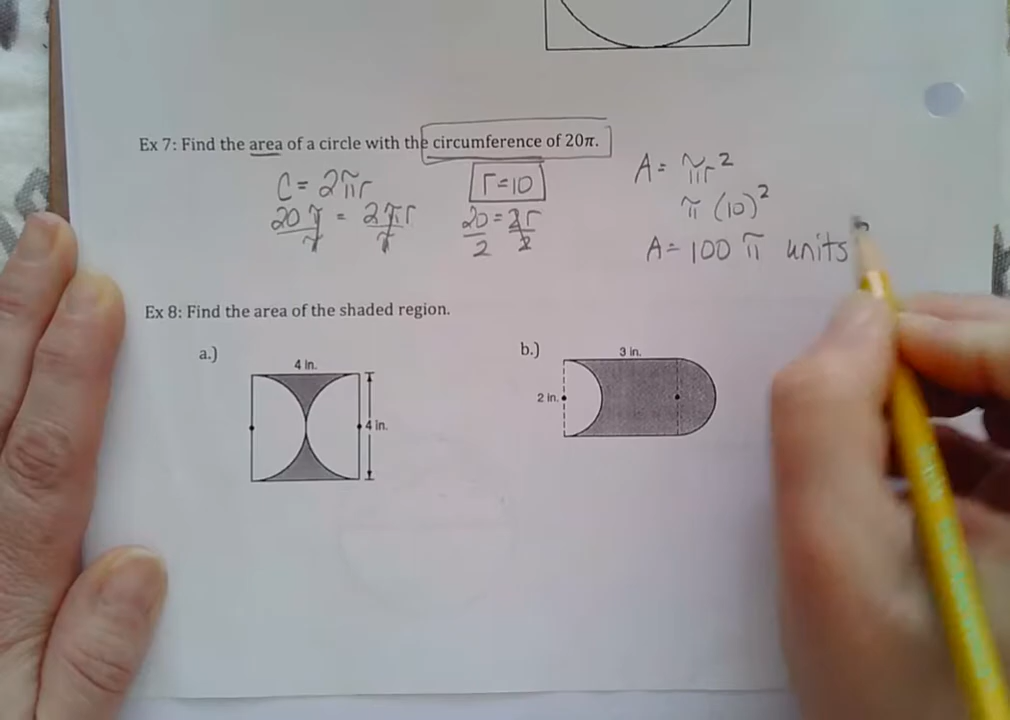 Ex 7: Find the area of a circle with the circumference of 20π.
C = 2πr
20π = 2πr
π π
r = 10
20 = 2r
2 2
A = πr²
π (10)²
A = 100 π units²
Ex 8: Find the area of the shaded region.
a.)
4 in.
4 in.
b.)
3 in.
2 in.